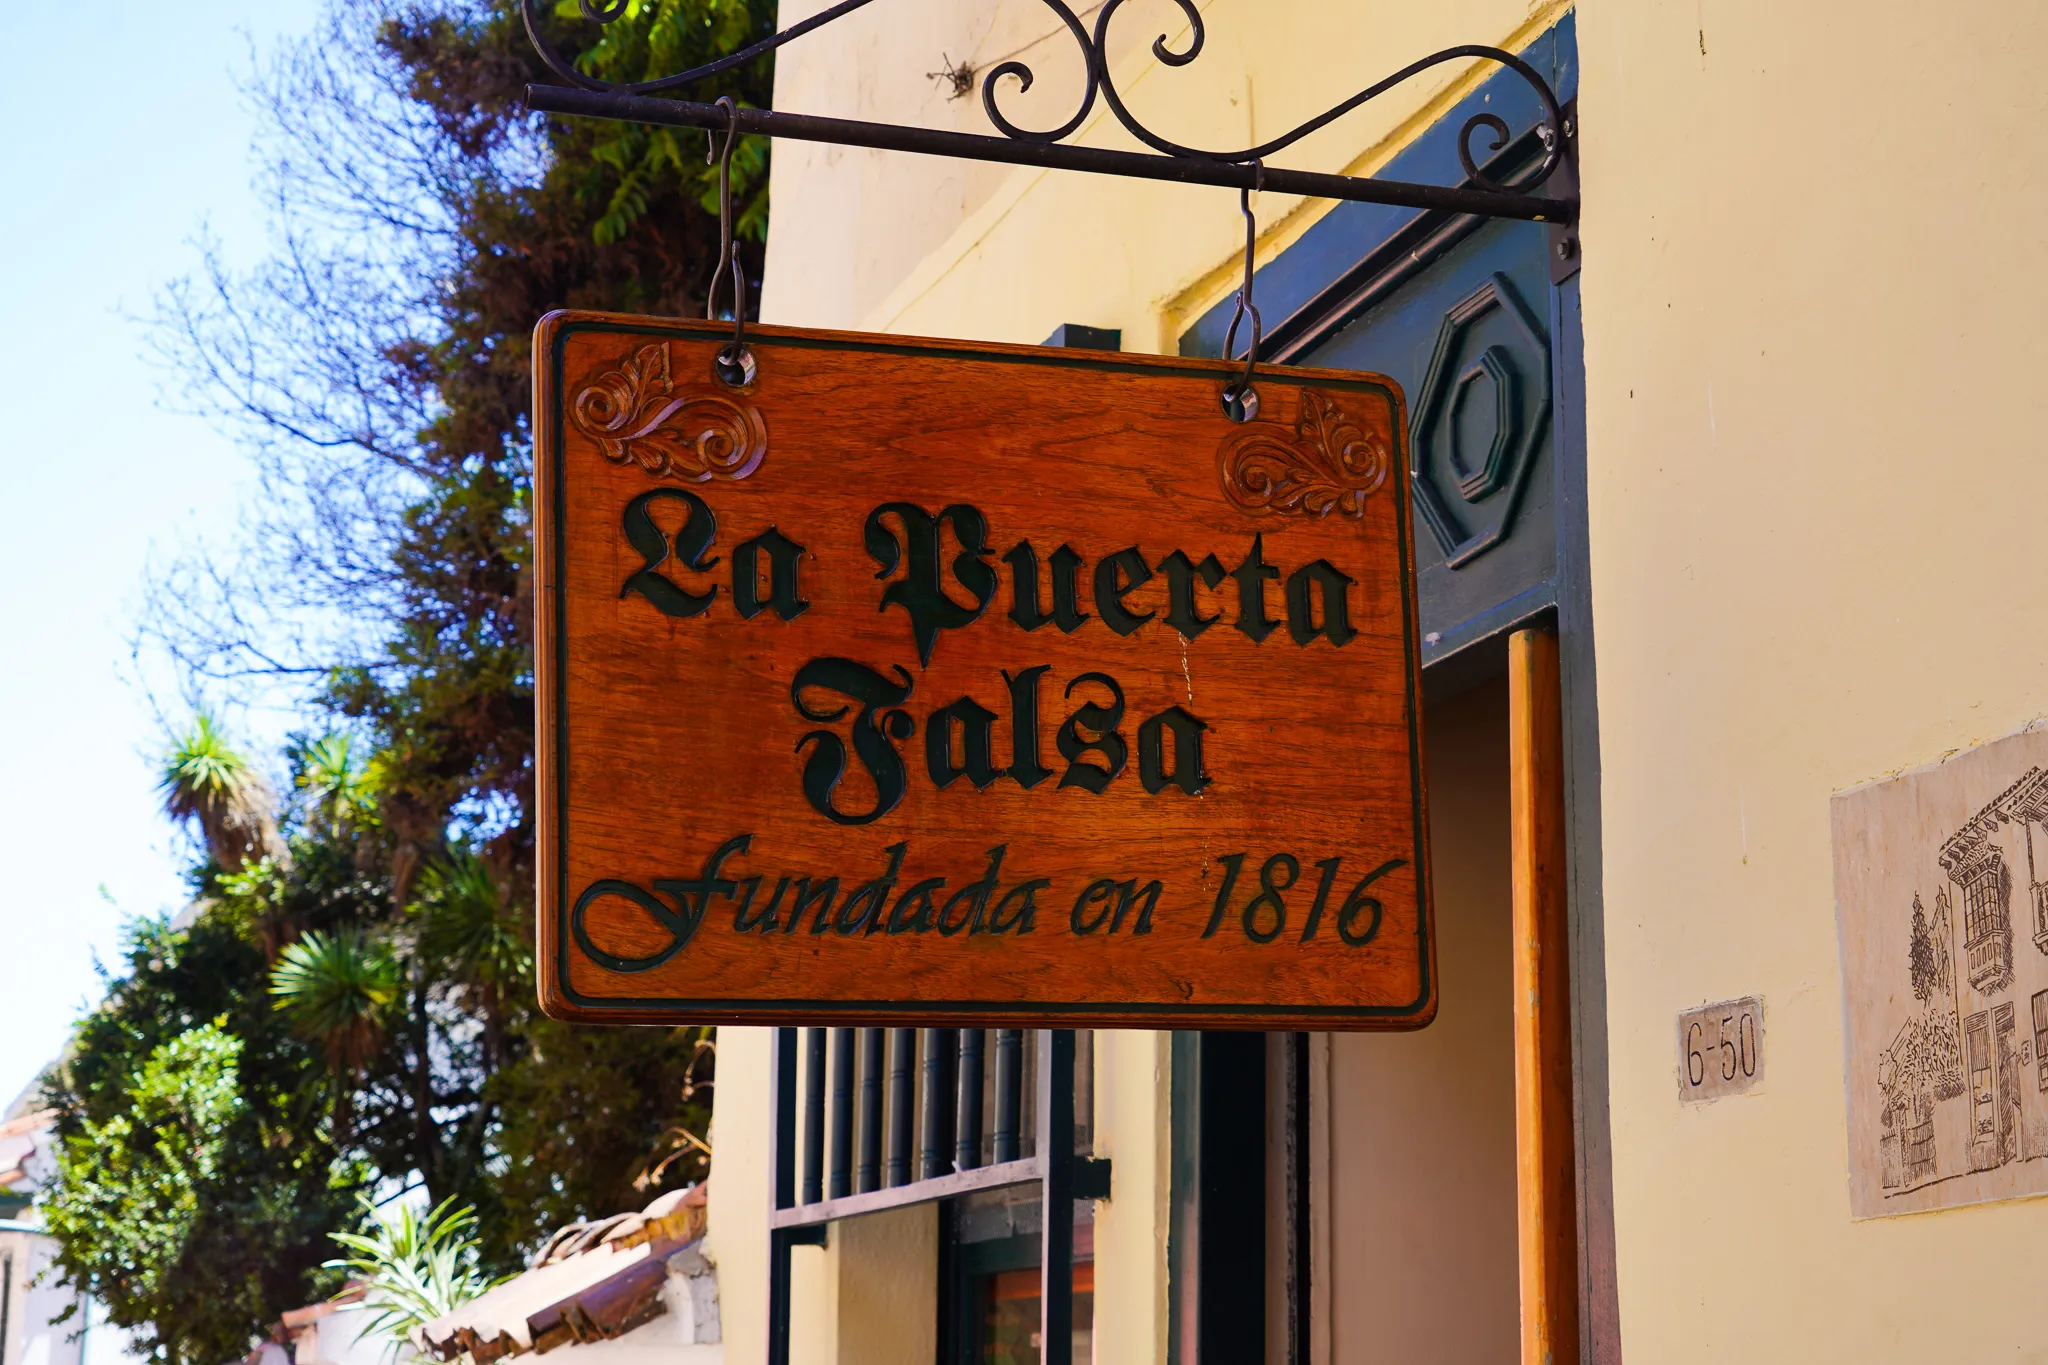 La Puerta
Falsa
fundada en 1816
6-50